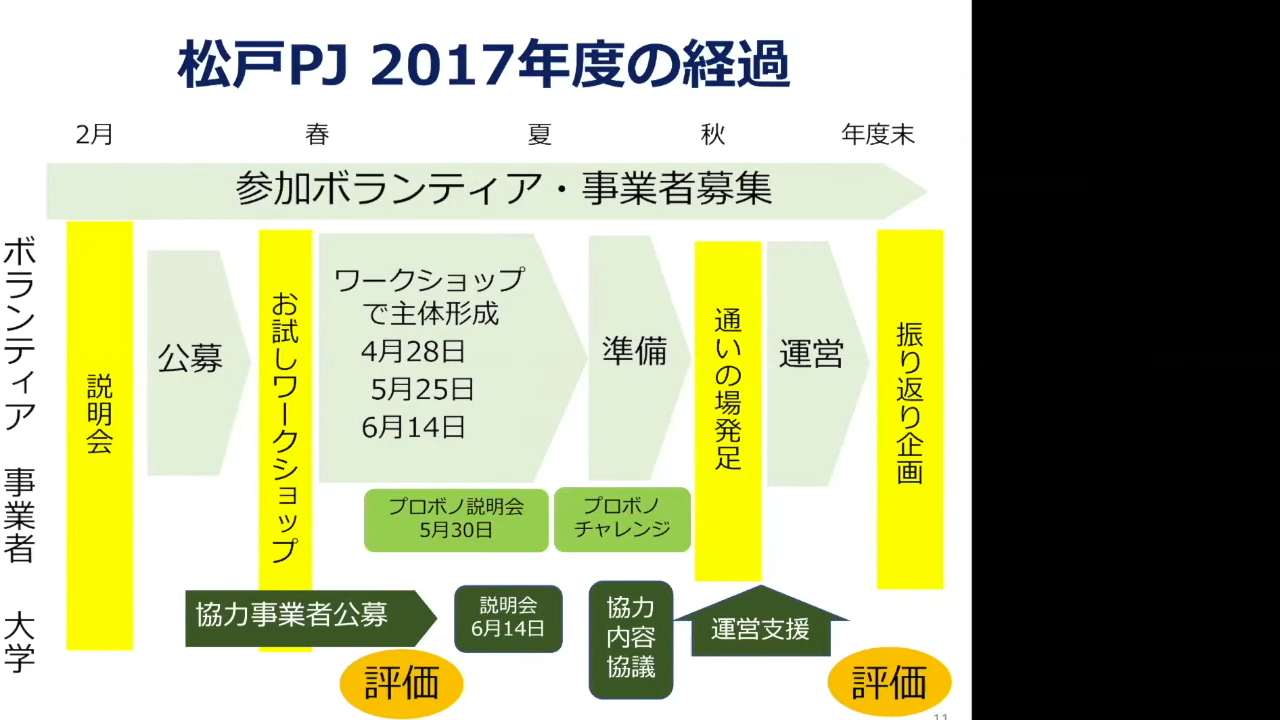 松戸PJ 2017年度の経過
2月
春
夏
秋
年度末
参加ボランティア・事業者募集
ボランティア
事業者
大学
説明会
公募
お試しワークショップ
ワークショップ
で主体形成
4月28日
5月25日
6月14日
準備
通いの場発足
運営
振り返り企画
プロボノ説明会
5月30日
プロボノ
チャレンジ
協力事業者公募
説明会
6月14日
協力
内容
協議
運営支援
評価
評価
11